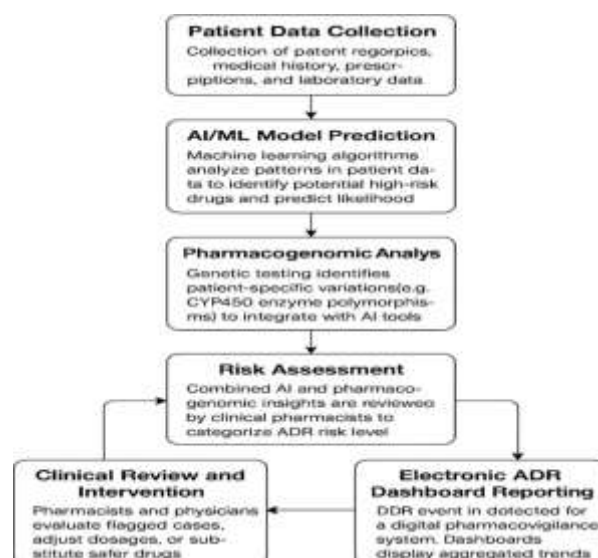 Patient Data Collection
Collection of patent regorpics,
medical history, prescr-
piptions, and laboratory data
AI/ML Model Prediction
Machine learning algorithms
analyze patterns in patient da-
ta to identify potential high-risk
drugs and predict likelihood
Pharmacogenomic Analys
Genetic testing identifies
patient-specific variations(e.g.
CYP450 enzyme polymorphis-
ms) to integrate with AI tools
Risk Assessment
Combined AI and pharmaco-
genomic insights are reviewed
by clinical pharmacists to
categorize ADR risk level
Clinical Review and
Intervention
Pharmacists and physicians
evaluate flagged cases,
adjust dosages, or sub-
stitute safer drugs
Electronic ADR
Dashboard Reporting
DDR event in detected for
a digital pharmacovigilance
system. Dashboards
display aggregated trends